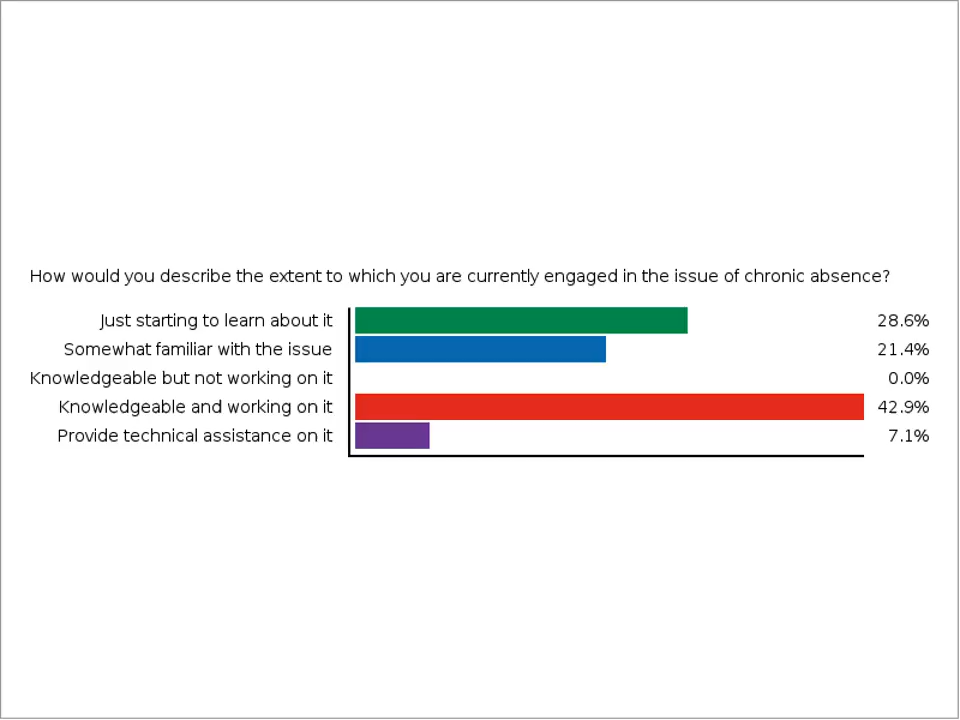 How would you describe the extent to which you are currently engaged in the issue of chronic absence?
Just starting to learn about it 28.6%
Somewhat familiar with the issue 21.4%
Knowledgeable but not working on it 0.0%
Knowledgeable and working on it 42.9%
Provide technical assistance on it 7.1%